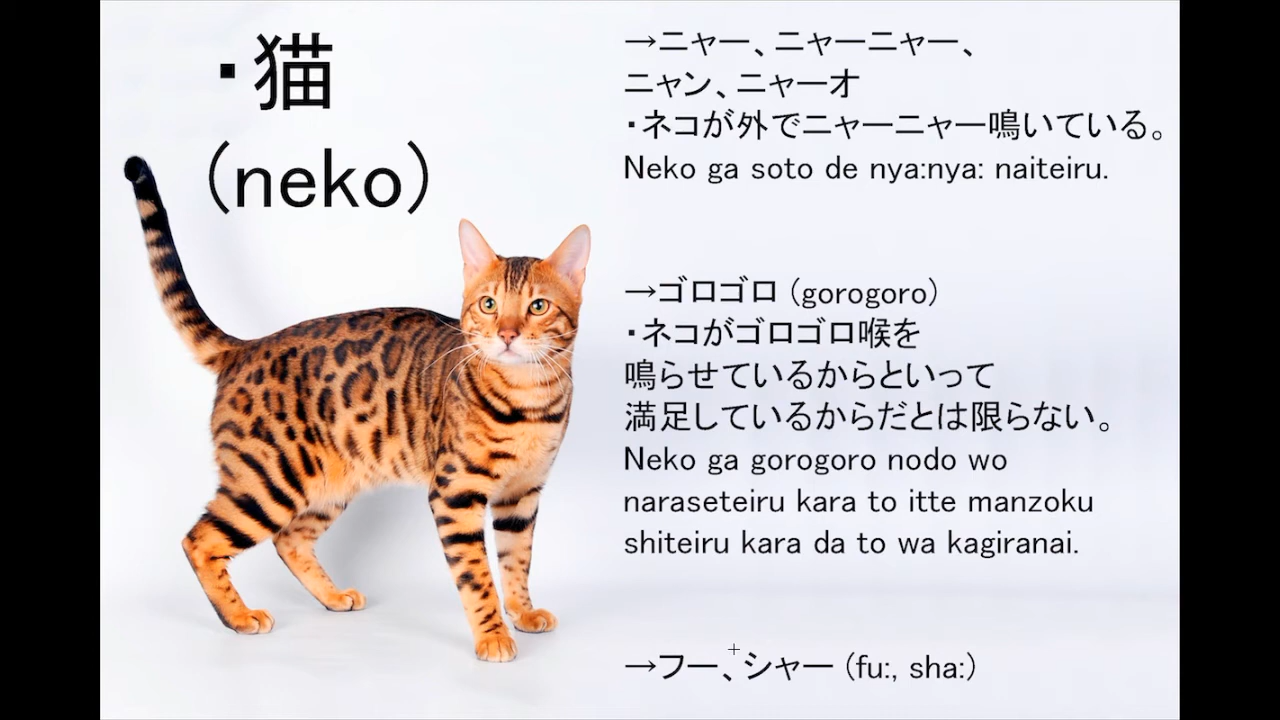 ・猫
(neko)
→ニャー、ニャーニャー、
ニャン、ニャーオ
・ネコが外でニャーニャー鳴いている。
Neko ga soto de nya:nya: naiteiru.
→ゴロゴロ (gorogoro)
・ネコがゴロゴロ喉を
鳴らせているからといって
満足しているからだとは限らない。
Neko ga gorogoro nodo wo
naraseteiru kara to itte manzoku
shiteiru kara da to wa kagiranai.
→フー、シャー (fu:, sha:)